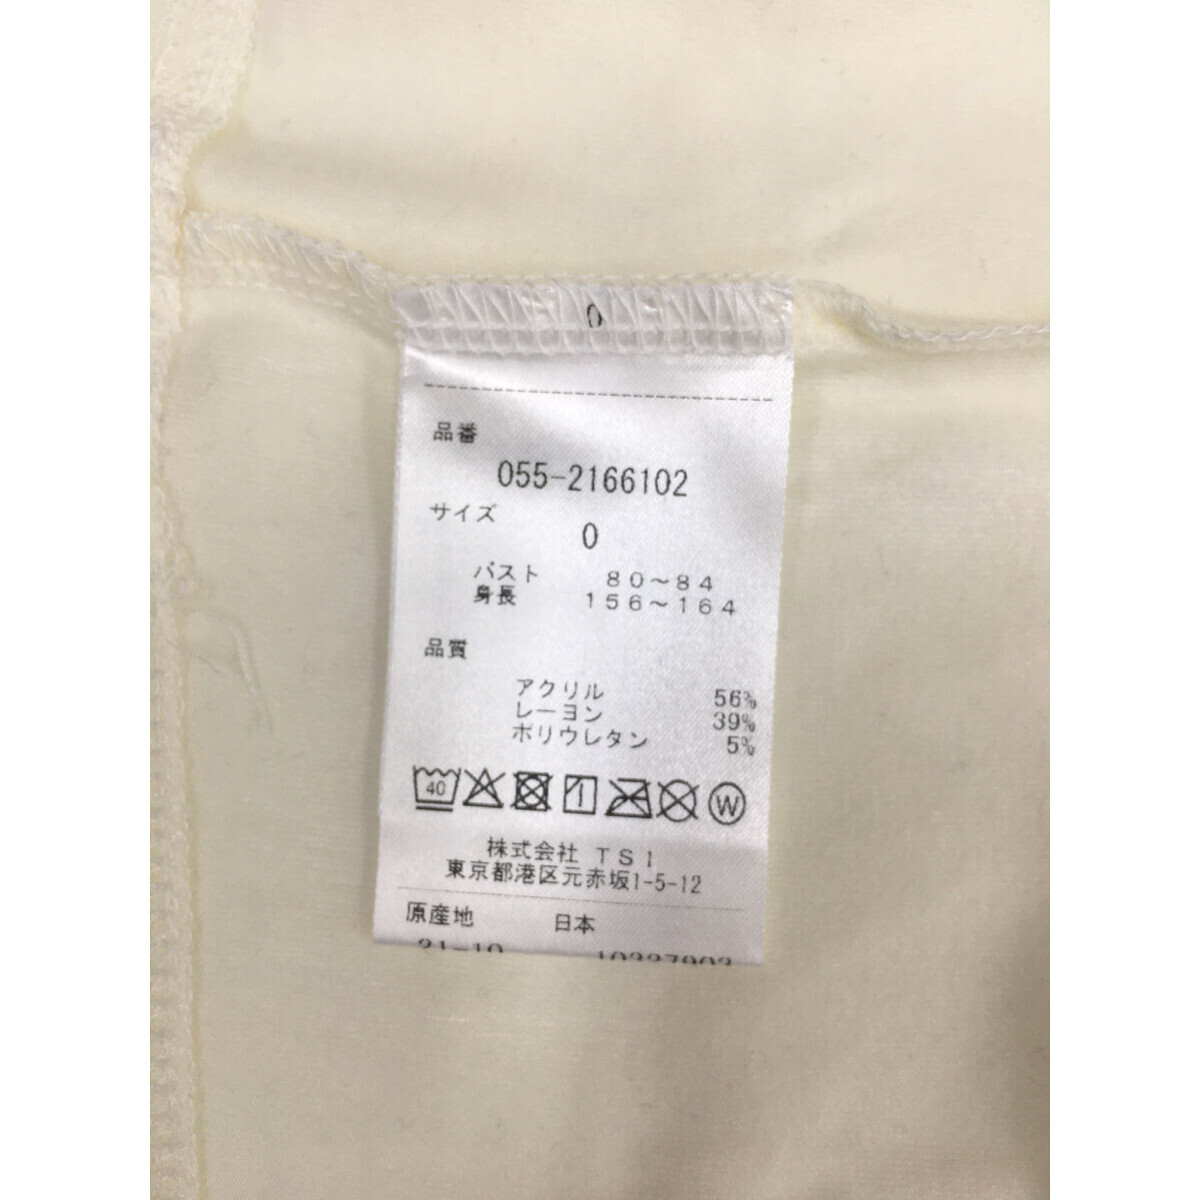 0
品番
055-2166102
サイズ
0
バスト 80～84
身長 156～164
品質
アクリル 56%
レーヨン 39%
ポリウレタン 5%
40 W
株式会社 TSI
東京都港区元赤坂1-5-12
原産地 日本
21-10